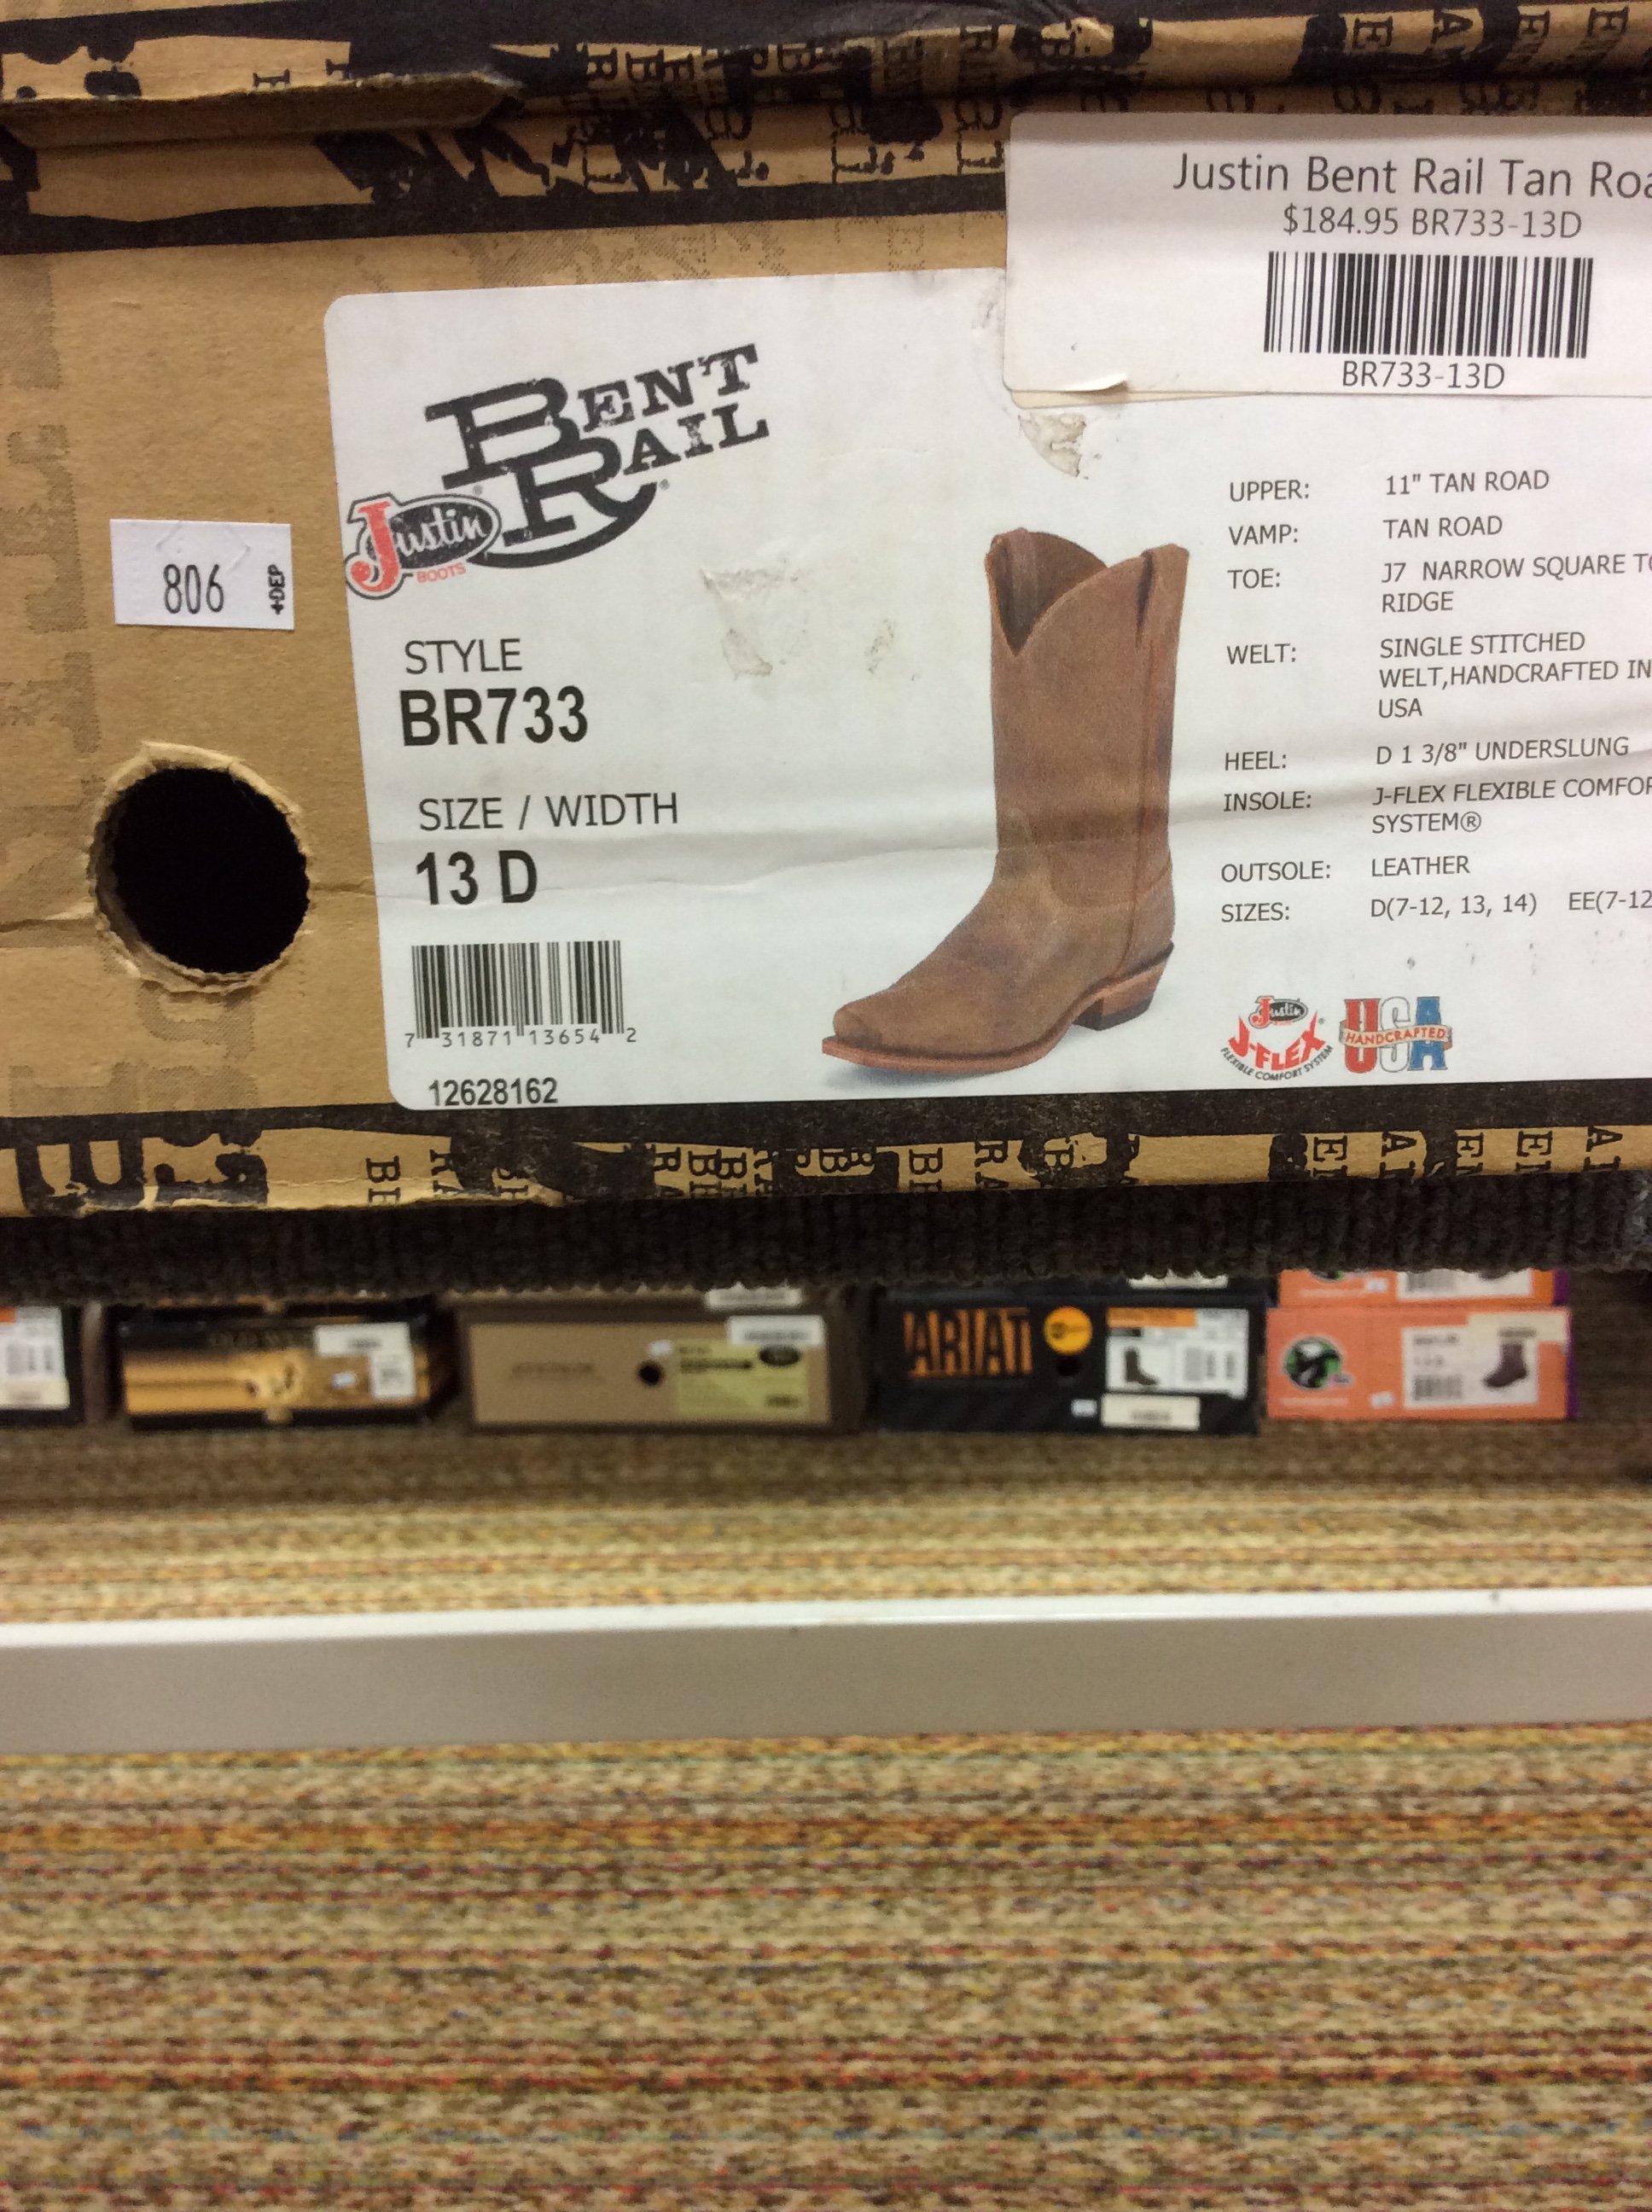 Justin Bent Rail Tan Roa
$184.95 BR733-13D
BR733-13D
BENT
RAIL
Justin
BOOTS
806
+DEP
STYLE
BR733
SIZE / WIDTH
13 D
7 31871 13654 2
12628162
UPPER: 11" TAN ROAD
VAMP: TAN ROAD
TOE: J7 NARROW SQUARE TO
RIDGE
WELT: SINGLE STITCHED
WELT,HANDCRAFTED IN
USA
HEEL: D 1 3/8" UNDERSLUNG
INSOLE: J-FLEX FLEXIBLE COMFOR
SYSTEM®
OUTSOLE: LEATHER
SIZES: D(7-12, 13, 14) EE(7-12
Justin
J-FLEX
FLEXIBLE COMFORT SYSTEM
USA
HANDCRAFTED
ARIAT